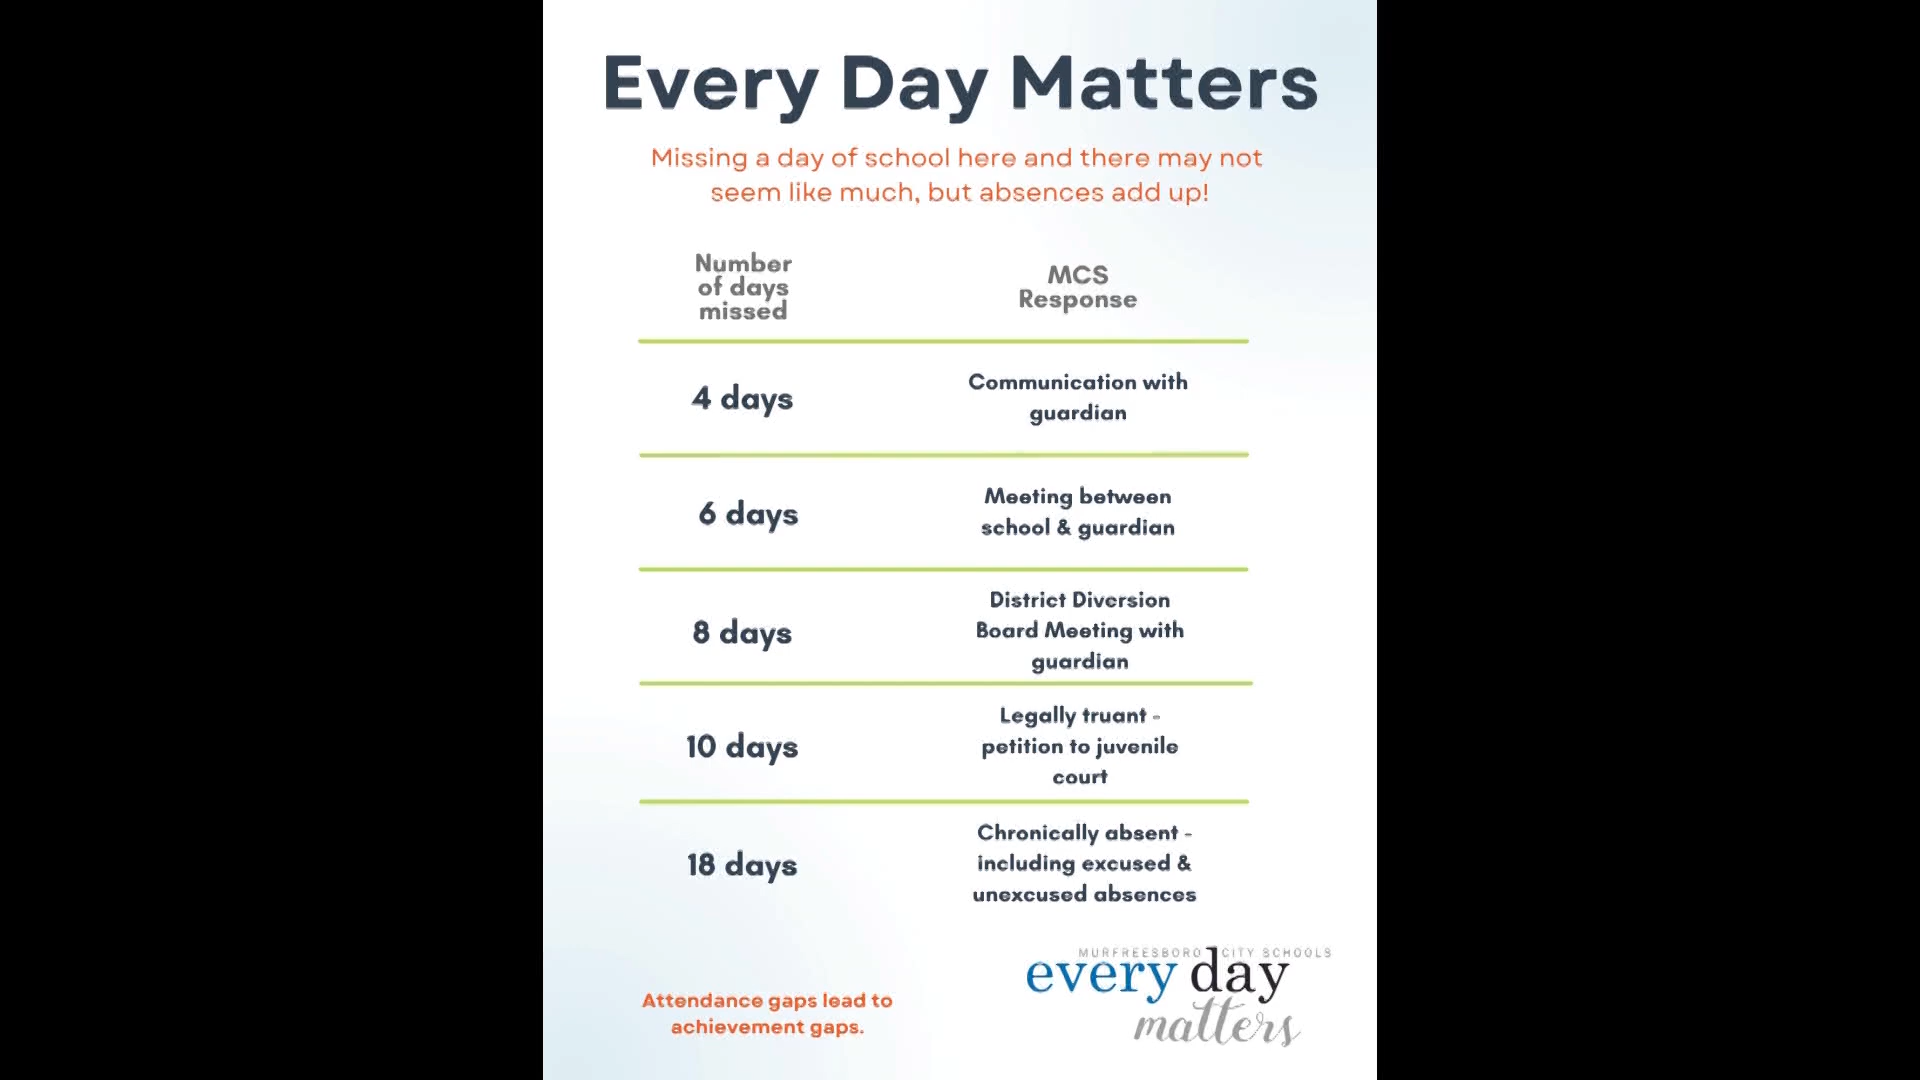 Every Day Matters
Missing a day of school here and there may not
seem like much, but absences add up!
Number
of days
missed
MCS
Response
4 days
Communication with
guardian
6 days
Meeting between
school & guardian
8 days
District Diversion
Board Meeting with
guardian
10 days
Legally truant -
petition to juvenile
court
18 days
Chronically absent -
including excused &
unexcused absences
Attendance gaps lead to
achievement gaps.
MURFREESBORO CITY SCHOOLS
every day
matters